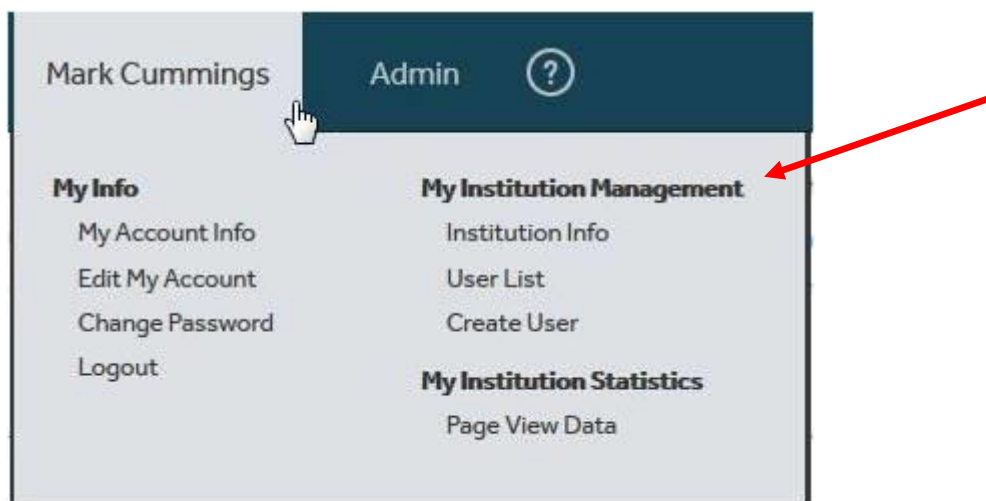 Mark Cummings
Admin
?
My Info
My Account Info
Edit My Account
Change Password
Logout
My Institution Management
Institution Info
User List
Create User
My Institution Statistics
Page View Data